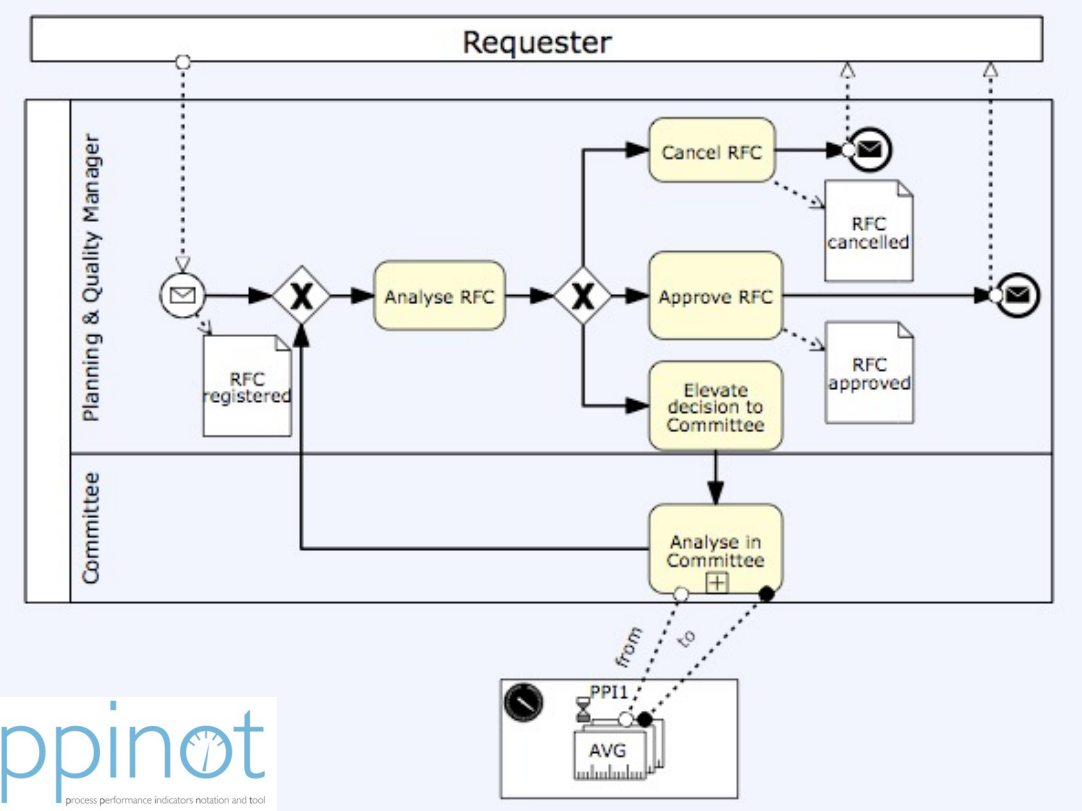 Requester
Planning & Quality Manager
Committee
Cancel RFC
RFC
cancelled
X
Analyse RFC
X
Approve RFC
RFC
registered
RFC
approved
Elevate
decision to
Committee
Analyse in
Committee
from
to
PPI1
AVG
ppinot
process performance indicators notation and tool